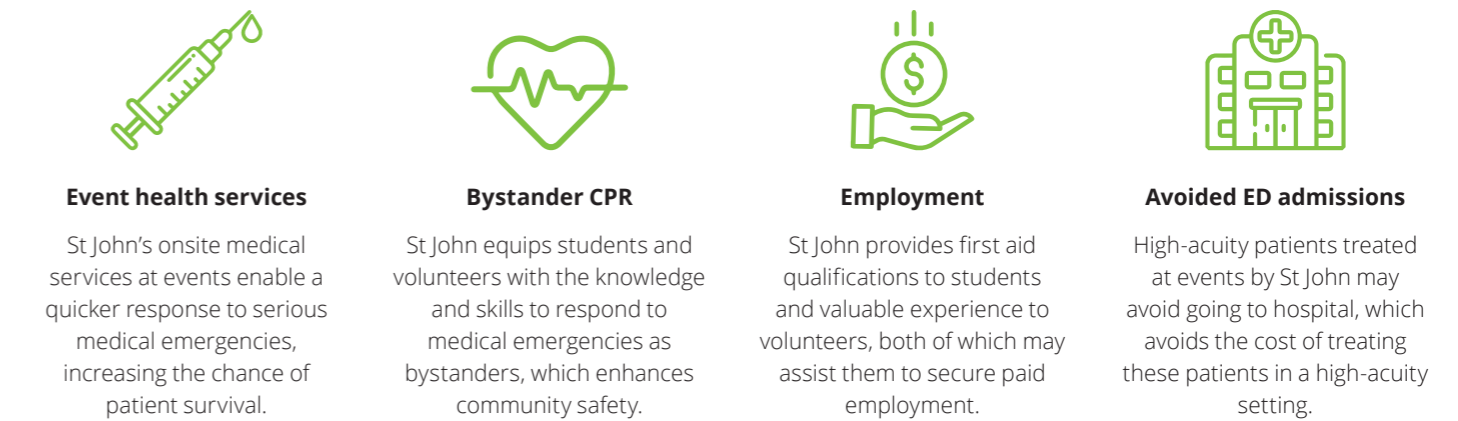 Event health services
St John's onsite medical
services at events enable a
quicker response to serious
medical emergencies,
increasing the chance of
patient survival.
Bystander CPR
St John equips students and
volunteers with the knowledge
and skills to respond to
medical emergencies as
bystanders, which enhances
community safety.
$
Employment
St John provides first aid
qualifications to students
and valuable experience to
volunteers, both of which may
assist them to secure paid
employment.
Avoided ED admissions
High-acuity patients treated
at events by St John may
avoid going to hospital, which
avoids the cost of treating
these patients in a high-acuity
setting.